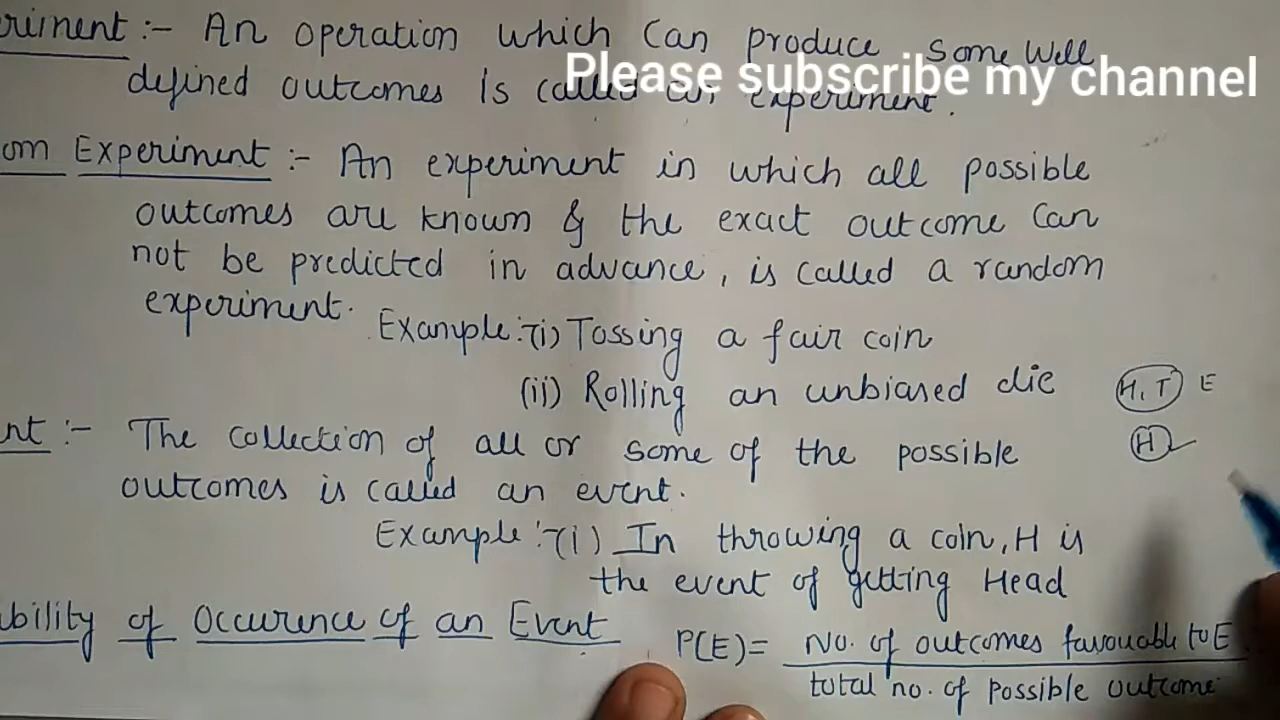 riment :- An operation which can produce some well
defined outcomes is called an experiment.
Please subscribe my channel
om Experiment :- An experiment in which all possible
outcomes are known & the exact outcome can
not be predicted in advance, is called a random
experiment.
Example :- (i) Tossing a fair coin
(ii) Rolling an unbiased die
H, T E
H
nt :- The collection of all or some of the possible
outcomes is called an event.
Example :- (i) In throwing a coin, H is
the event of getting Head
ability of Occurence of an Event
P(E) = No. of outcomes favouable to E
total no. of possible outcome